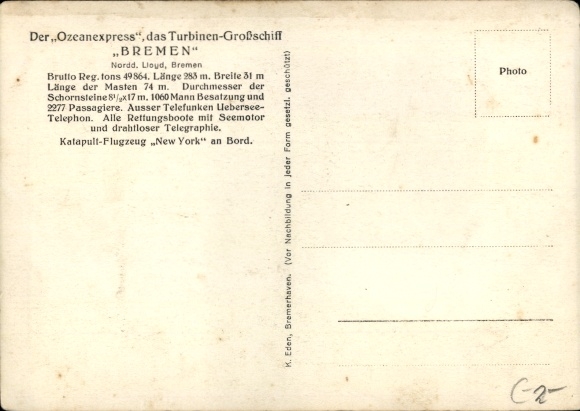 Der „Ozeanexpress“, das Turbinen-Großschiff
„BREMEN“
Nordd. Lloyd, Bremen
Brutto Reg. tons 49864. Länge 283 m. Breite 31 m
Länge der Masten 74 m. Durchmesser der
Schornsteine 8½x17 m. 1060 Mann Besatzung und
2277 Passagiere. Ausser Telefunken Uebersee-
Telephon. Alle Rettungsboote mit Seemotor
und drahtloser Telegraphie.
Katapult-Flugzeug „New York“ an Bord.
K. Eden, Bremerhaven. (Vor Nachbildung in jeder Form gesetzl. geschützt)
Photo
C-2-